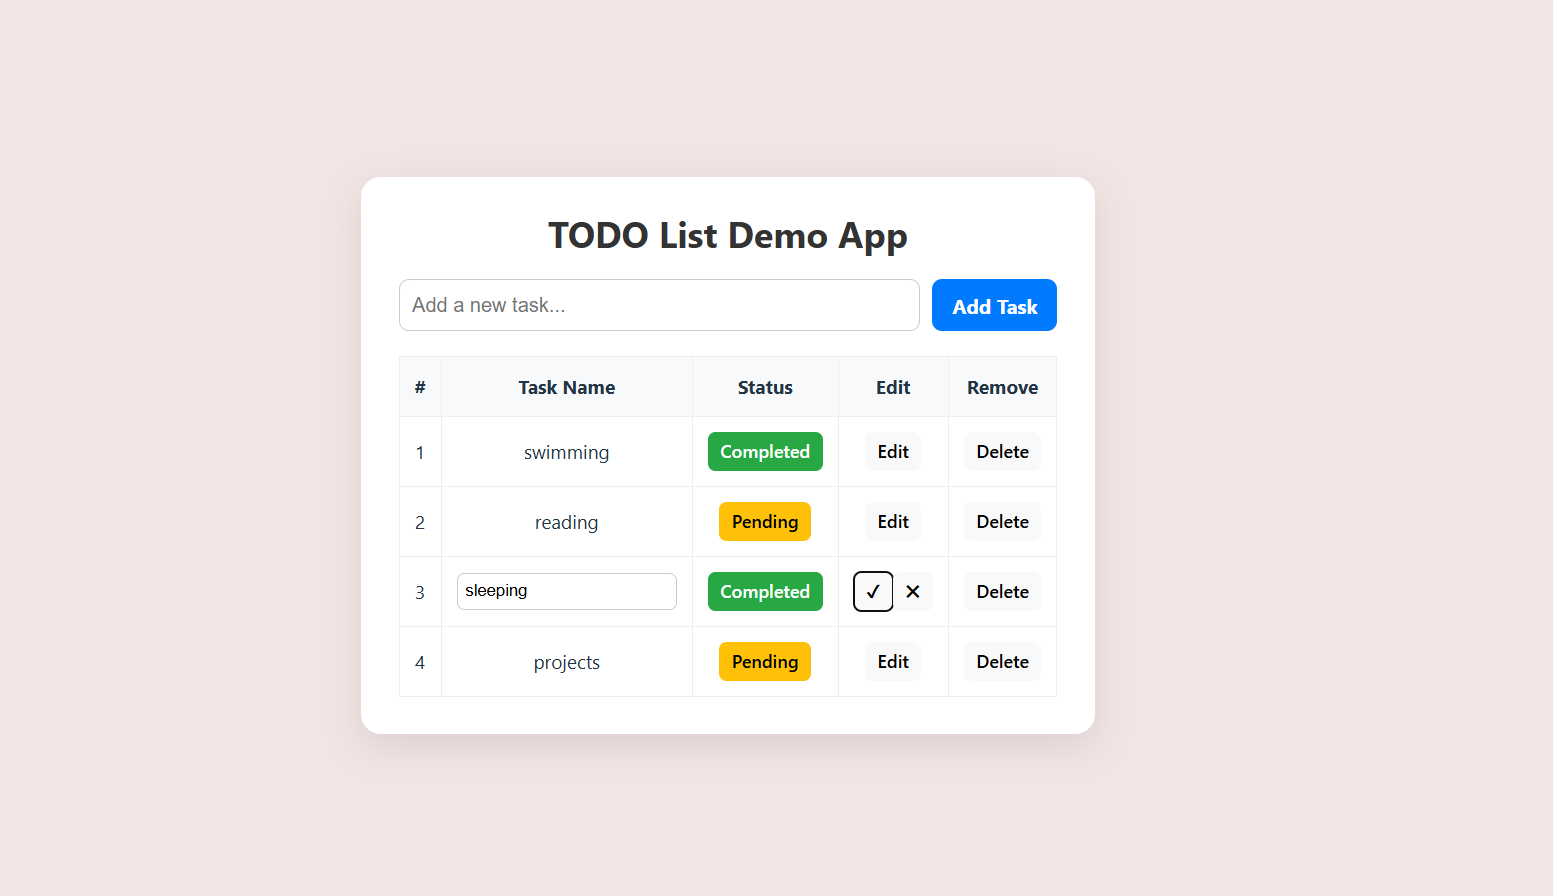 TODO List Demo App
Add a new task... Add Task
# Task Name Status Edit Remove
1 swimming Completed Edit Delete
2 reading Pending Edit Delete
3 sleeping Completed ✓ ✕ Delete
4 projects Pending Edit Delete